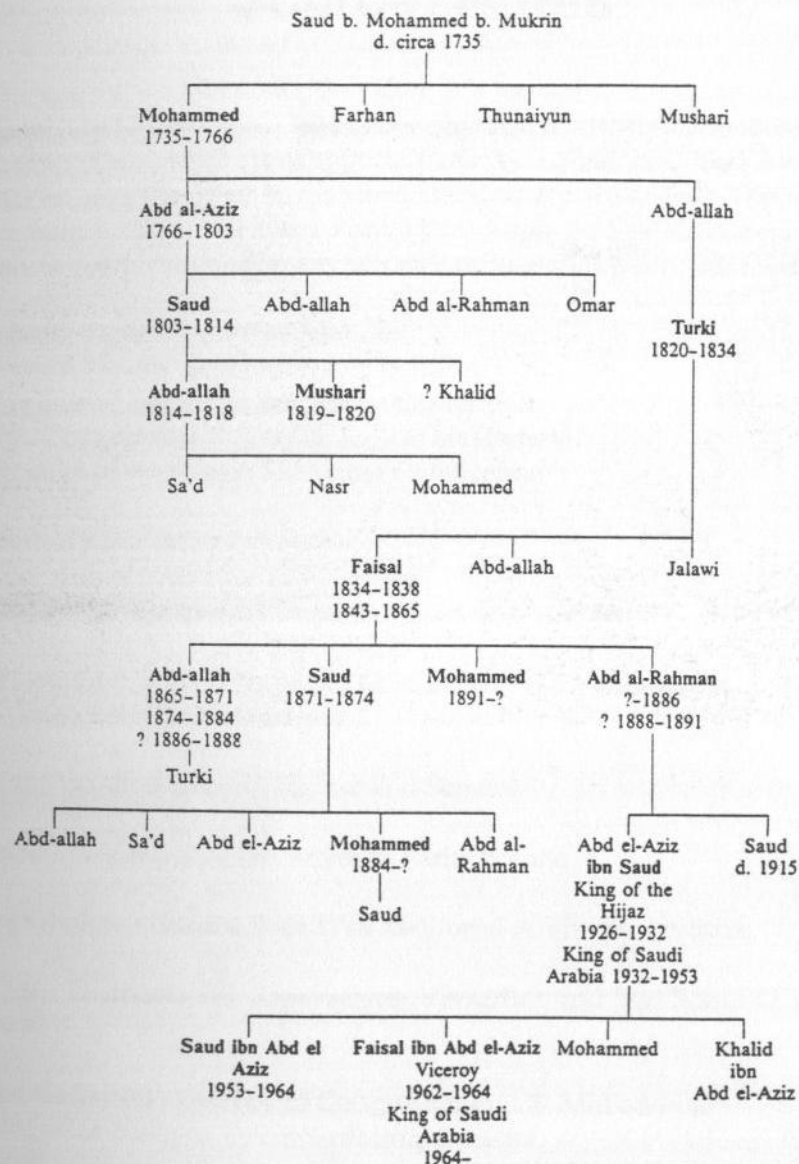 Saud b. Mohammed b. Mukrin
d. circa 1735
Mohammed
1735–1766
Farhan
Thunaiyun
Mushari
Abd al-Aziz
1766–1803
Abd-allah
Saud
1803–1814
Abd-allah
Abd al-Rahman
Omar
Turki
1820–1834
Abd-allah
1814–1818
Mushari
1819–1820
? Khalid
Sa'd
Nasr
Mohammed
Faisal
1834–1838
1843–1865
Abd-allah
Jalawi
Abd-allah
1865–1871
1874–1884
? 1886–1888
Saud
1871–1874
Mohammed
1891–?
Abd al-Rahman
?–1886
? 1888–1891
Turki
Abd-allah
Sa'd
Abd el-Aziz
Mohammed
1884–?
Abd al-
Rahman
Abd el-Aziz
ibn Saud
King of the
Hijaz
1926–1932
King of Saudi
Arabia 1932–1953
Saud
d. 1915
Saud
Saud ibn Abd el
Aziz
1953–1964
Faisal ibn Abd el-Aziz
Viceroy
1962–1964
King of Saudi
Arabia
1964–
Mohammed
Khalid
ibn
Abd el-Aziz